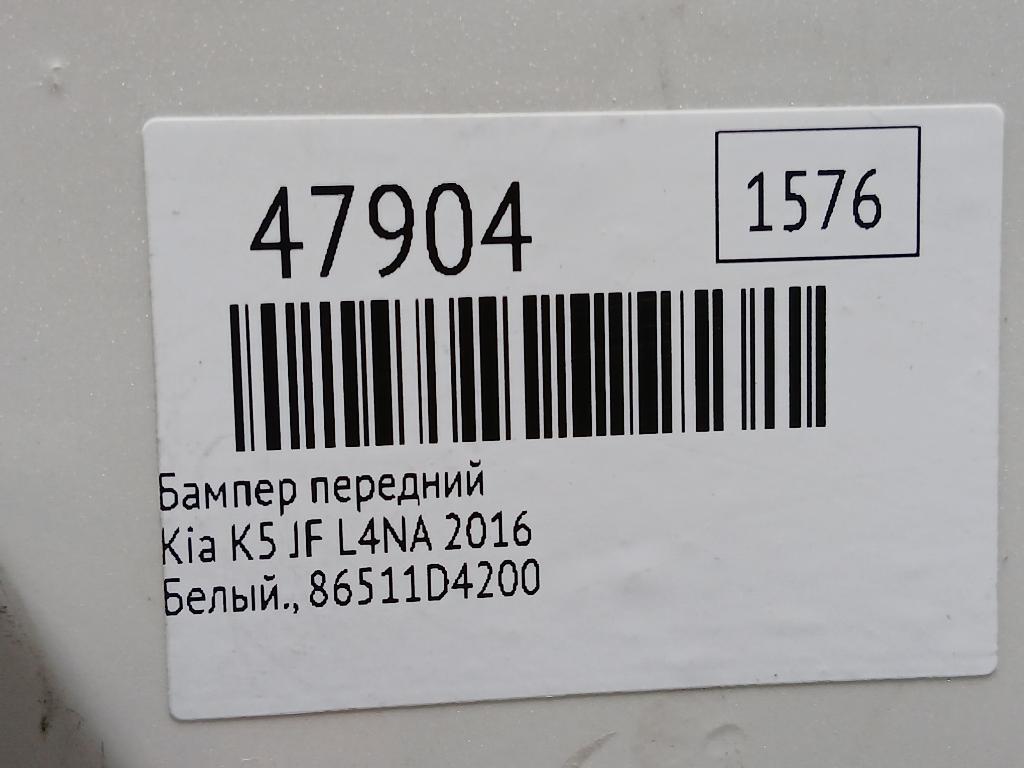 47904
1576
Бампер передний
Kia K5 JF L4NA 2016
Белый., 86511D4200